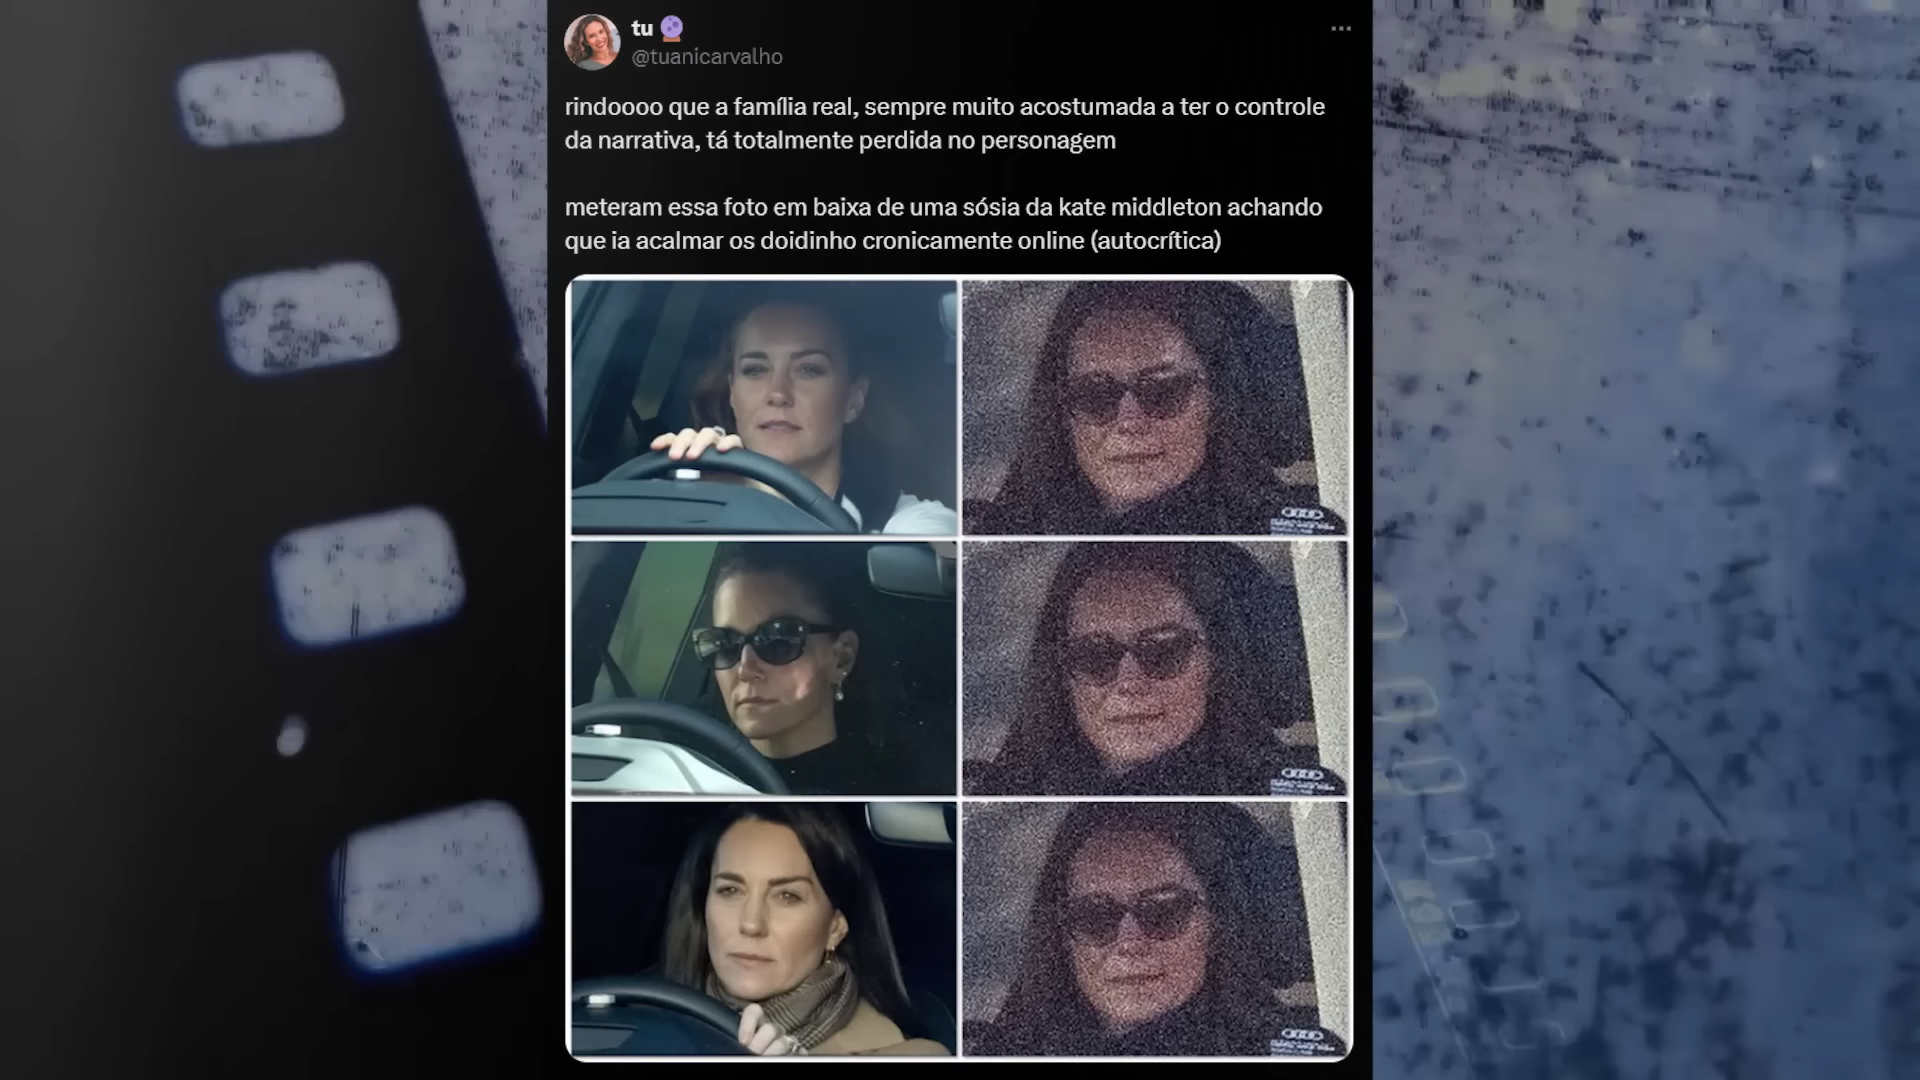 tu
@tuanicarvalho
rindoooo que a família real, sempre muito acostumada a ter o controle
da narrativa, tá totalmente perdida no personagem
meteram essa foto em baixa de uma sósia da kate middleton achando
que ia acalmar os doidinho cronicamente online (autocrítica)